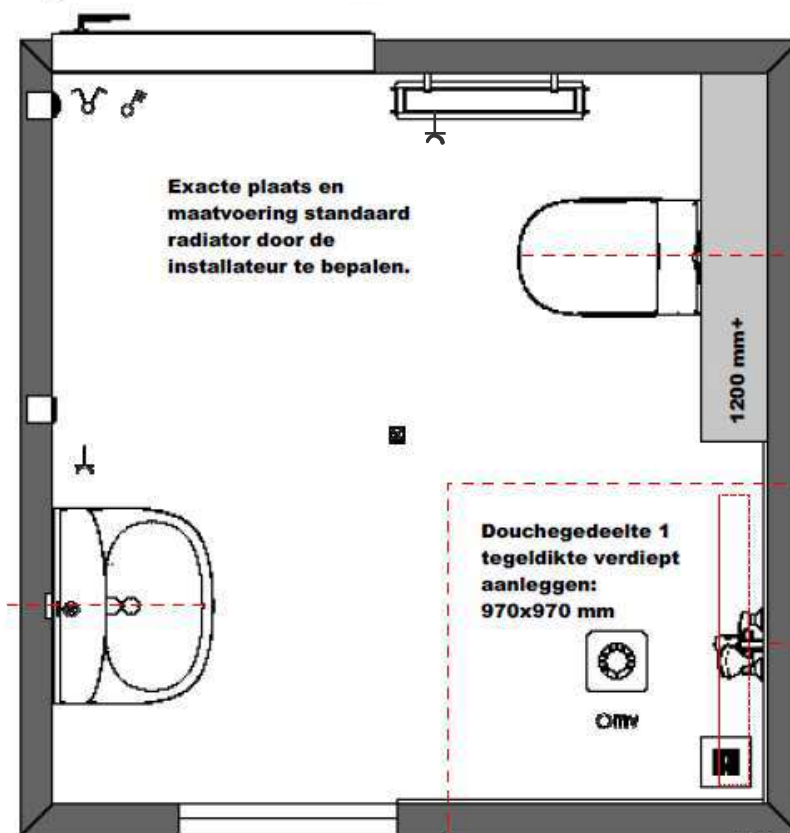 Exacte plaats en
maatvoering standaard
radiator door de
installateur te bepalen.
1200 mm+
Douchegedeelte 1
tegeldikte verdiept
aanleggen:
970x970 mm
mv